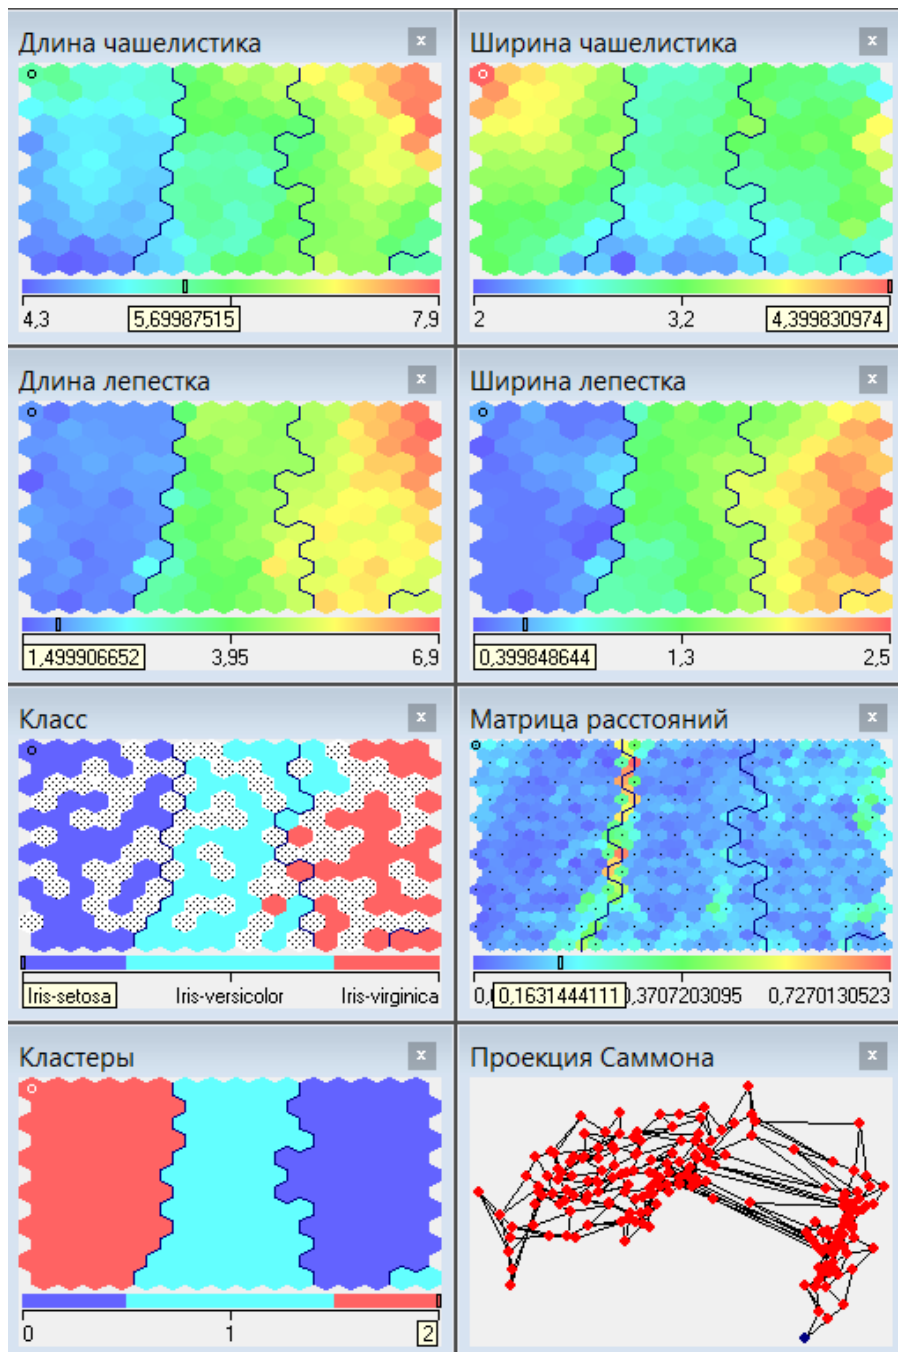 Длина чашелистика
x
Ширина чашелистика
x
4,3
5,69987515
7,9
2
3,2
4,399830974
Длина лепестка
x
Ширина лепестка
x
1,499906652
3,95
6,9
0,399848644
1,3
2,5
Класс
x
Матрица расстояний
x
Iris-setosa
Iris-versicolor
Iris-virginica
0,1631444111
0,7270130523
Кластеры
x
Проекция Саммона
x
0
1
2